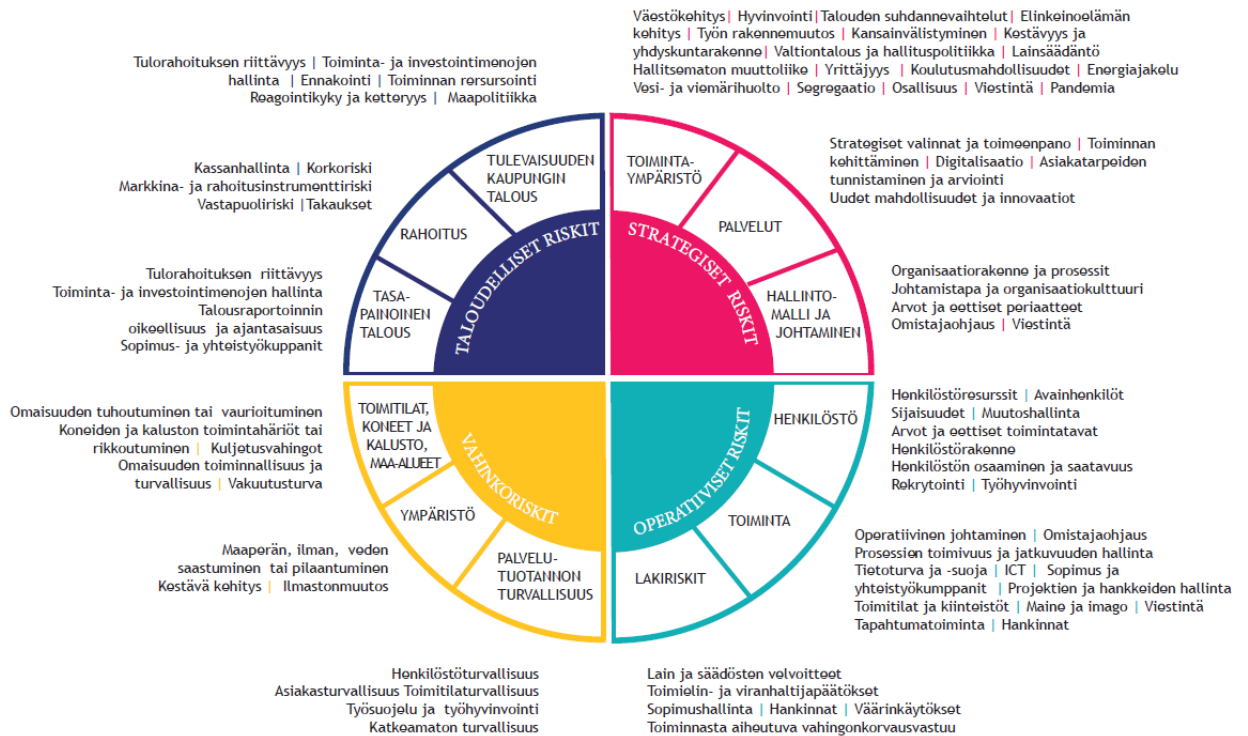 Väestökehitys | Hyvinvointi | Talouden suhdannevaihtelut | Elinkeinoelämän
kehitys | Työn rakennemuutos | Kansainvälistyminen | Kestävyys ja
yhdyskuntarakenne | Valtiontalous ja hallituspolitiikka | Lainsäädäntö
Hallitsematon muuttoliike | Yrittäjyys | Koulutusmahdollisuudet | Energiajakelu
Vesi- ja viemärihuolto | Segregaatio | Osallisuus | Viestintä | Pandemia
Tulorahoituksen riittävyys | Toiminta- ja investointimenojen
hallinta | Ennakointi | Toiminnan rersursointi
Reagointikyky ja ketteryys | Maapolitiikka
Strategiset valinnat ja toimeenpano | Toiminnan
kehittäminen | Digitalisaatio | Asiakatarpeiden
tunnistaminen ja arviointi
Uudet mahdollisuudet ja innovaatiot
Kassanhallinta | Korkoriski
Markkina- ja rahoitusinstrumenttiriski
Vastapuoliriski | Takaukset
Organisaatiorakenne ja prosessit
Johtamistapa ja organisaatiokulttuuri
Arvot ja eettiset periaatteet
Omistajaohjaus | Viestintä
Tulorahoituksen riittävyys
Toiminta- ja investointimenojen hallinta
Talousraportoinnin
oikeellisuus ja ajantasaisuus
Sopimus- ja yhteistyökuppanit
TULEVAISUUDEN
KAUPUNGIN
TALOUS
RAHOITUS
TASA-
PAINOINEN
TALOUS
TALOUDELLISET RISKIT
TOIMINTA-
YMPÄRISTÖ
PALVELUT
HALLINTO-
MALLI JA
JOHTAMINEN
STRATEGISET RISKIT
TOIMITILAT,
KONEET JA
KALUSTO,
MAA-ALUEET
YMPÄRISTÖ
PALVELU-
TUOTANNON
TURVALLISUUS
VAHINKORISKIT
HENKILÖSTÖ
TOIMINTA
LAKIRISKIT
OPERATIIVISET RISKIT
Omaisuuden tuhoutuminen tai vaurioituminen
Koneiden ja kaluston toimintahäriöt tai
rikkoutuminen | Kuljetusvahingot
Omaisuuden toiminnallisuus ja
turvallisuus | Vakuutusturva
Henkilöstöresurssit | Avainhenkilöt
Sijaisuudet | Muutoshallinta
Arvot ja eettiset toimintatavat
Henkilöstörakenne
Henkilöstön osaaminen ja saatavuus
Rekrytointi | Työhyvinvointi
Maaperän, ilman, veden
saastuminen tai pilaantuminen
Kestävä kehitys | Ilmastonmuutos
Operatiivinen johtaminen | Omistajaohjaus
Prosessien toimivuus ja jatkuvuuden hallinta
Tietoturva ja -suoja | ICT | Sopimus ja
yhteistyökumppanit | Projektien ja hankkeiden hallinta
Toimitilat ja kiinteistöt | Maine ja imago | Viestintä
Tapahtumatoiminta | Hankinnat
Henkilöstöturvallisuus
Asiakasturvallisuus Toimitilaturvallisuus
Työsuojelu ja työhyvinvointi
Katkeamaton turvallisuus
Lain ja säädösten velvoitteet
Toimielin- ja viranhaltijapäätökset
Sopimushallinta | Hankinnat | Väärinkäytökset
Toiminnasta aiheutuva vahingonkorvausvastuu